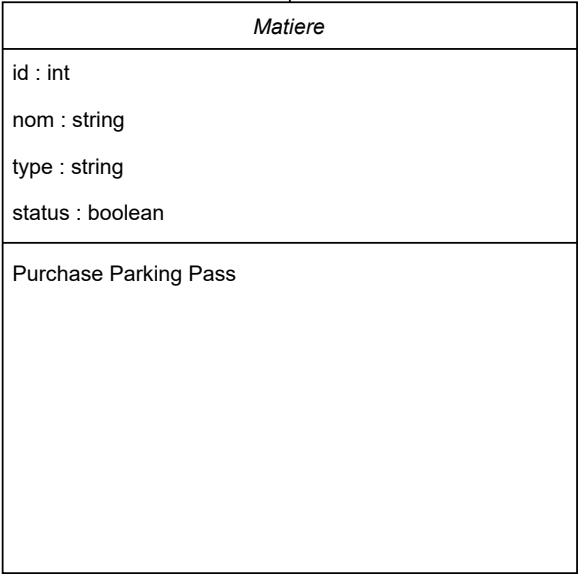 Matiere
id : int
nom : string
type : string
status : boolean
Purchase Parking Pass